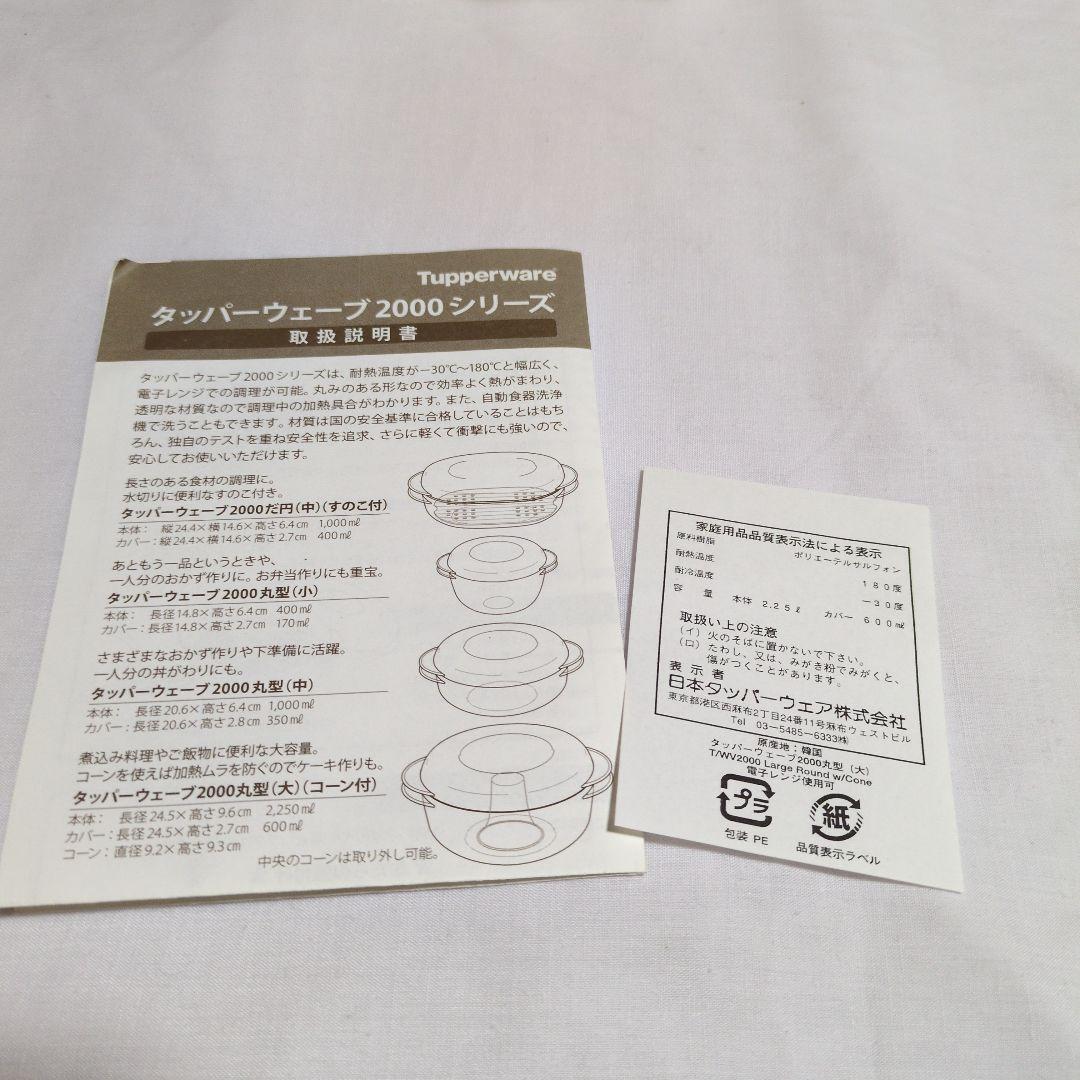 Tupperware®
タッパーウェーブ2000シリーズ
取扱説明書
タッパーウェーブ2000シリーズは、耐熱温度が−30℃〜180℃と幅広く、
電子レンジでの調理が可能。丸みのある形なので効率よく熱がまわり、
透明な材質なので調理中の加熱具合がわかります。また、自動食器洗浄
機で洗うこともできます。材質は国の安全基準に合格していることはもち
ろん、独自のテストを重ね安全性を追求、さらに軽くて衝撃にも強いので、
安心してお使いいただけます。
長さのある食材の調理に。
水切りに便利なすのこ付き。
タッパーウェーブ2000だ円（中）（すのこ付）
本体： 縦24.4×横14.6×高さ6.4㎝ 1,000㎖
カバー：縦24.4×横14.6×高さ2.7㎝ 400㎖
あともう一品というときや、
一人分のおかず作りに。お弁当作りにも重宝。
タッパーウェーブ2000丸型（小）
本体： 長径14.8×高さ6.4㎝ 400㎖
カバー：長径14.8×高さ2.7㎝ 170㎖
さまざまなおかず作りや下準備に活躍。
一人分の丼がわりにも。
タッパーウェーブ2000丸型（中）
本体： 長径20.6×高さ6.4㎝ 1,000㎖
カバー：長径20.6×高さ2.8㎝ 350㎖
煮込み料理やご飯物に便利な大容量。
コーンを使えば加熱ムラを防ぐのでケーキ作りも。
タッパーウェーブ2000丸型（大）（コーン付）
本体： 長径24.5×高さ9.6㎝ 2,250㎖
カバー：長径24.5×高さ2.7㎝ 600㎖
コーン：直径9.2×高さ9.3㎝
中央のコーンは取り外し可能。
家庭用品品質表示法による表示
原料樹脂 ポリエーテルサルフォン
耐熱温度 180度
耐冷温度 −30度
容量 本体 2.25ℓ カバー 600㎖
取扱い上の注意
（イ）火のそばに置かないで下さい。
（ロ）たわし、又は、みがき粉でみがくと、
傷がつくことがあります。
表示者
日本タッパーウェア株式会社
東京都港区西麻布2丁目24番11号麻布ウェストビル
Tel 03−5485−6333㈹
原産地：韓国
タッパーウェーブ2000丸型（大）
T/WV2000 Large Round w/Cone
電子レンジ使用可
プラ 紙
包装 PE 品質表示ラベル